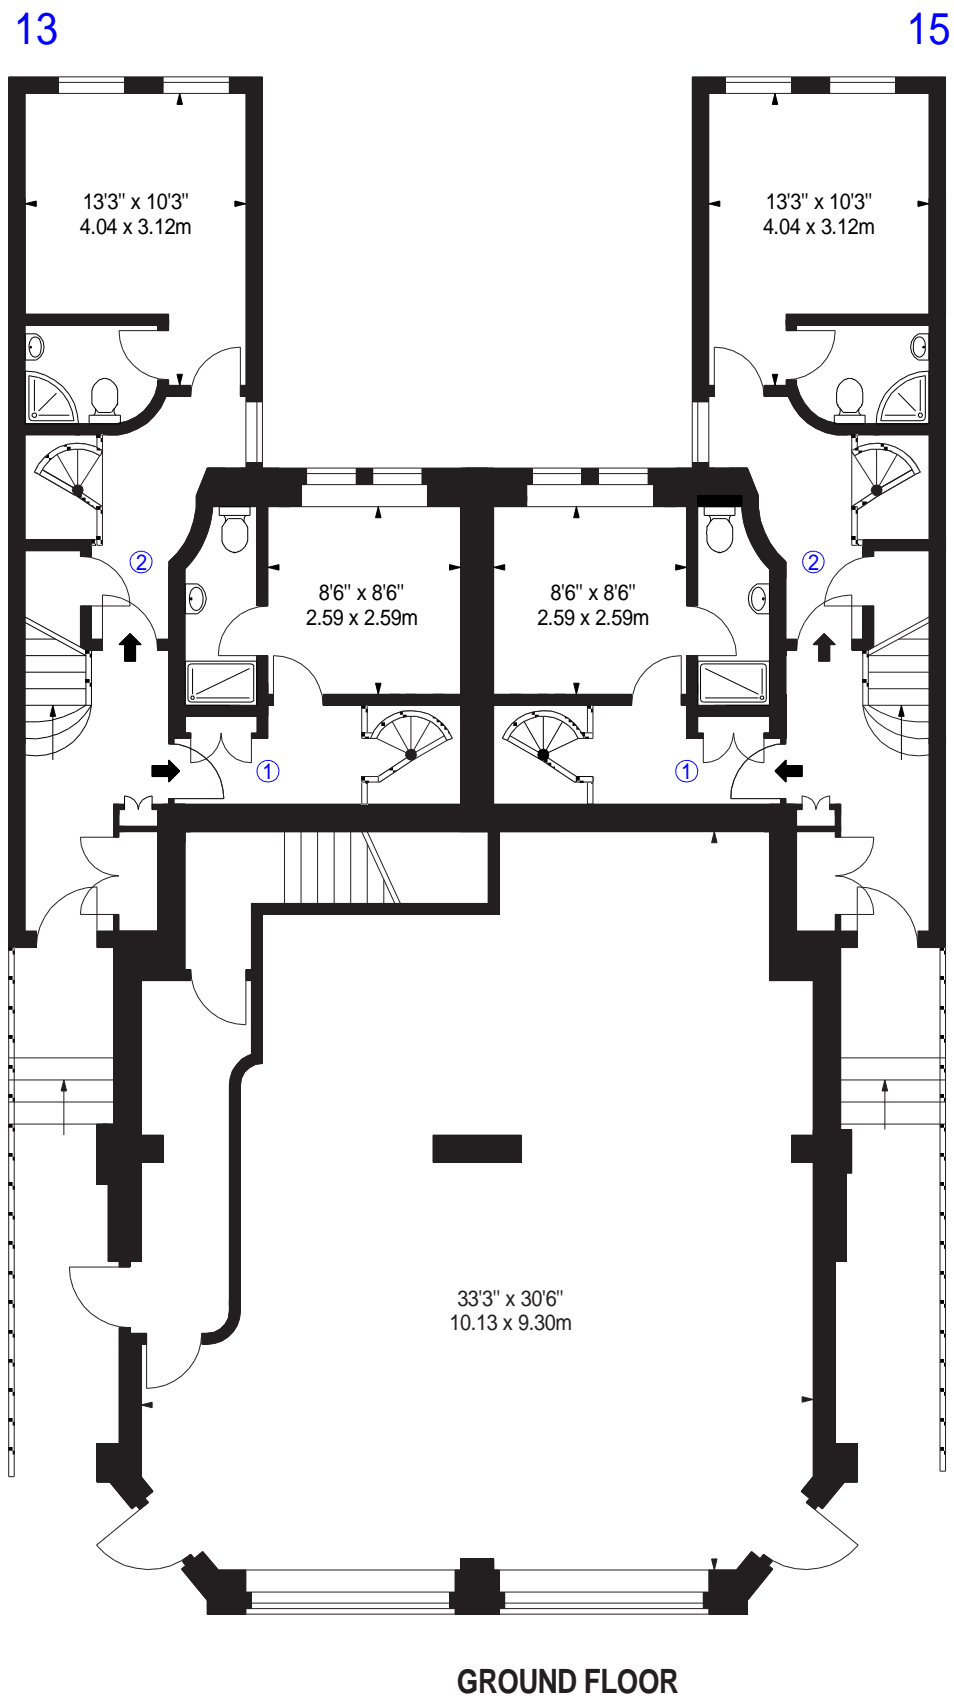 13
15
13'3" x 10'3"
4.04 x 3.12m
13'3" x 10'3"
4.04 x 3.12m
2
2
8'6" x 8'6"
2.59 x 2.59m
8'6" x 8'6"
2.59 x 2.59m
1
1
33'3" x 30'6"
10.13 x 9.30m
GROUND FLOOR